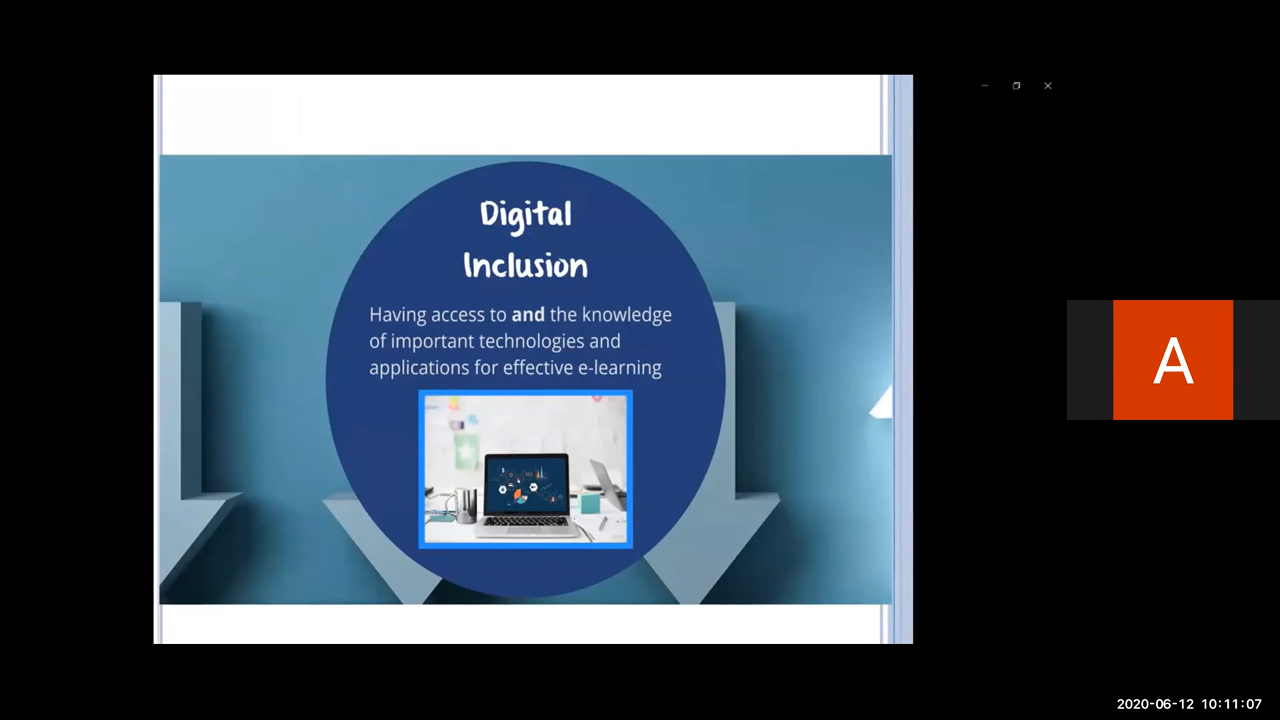 Digital
Inclusion
Having access to and the knowledge
of important technologies and
applications for effective e-learning
A
2020-06-12 10:11:07